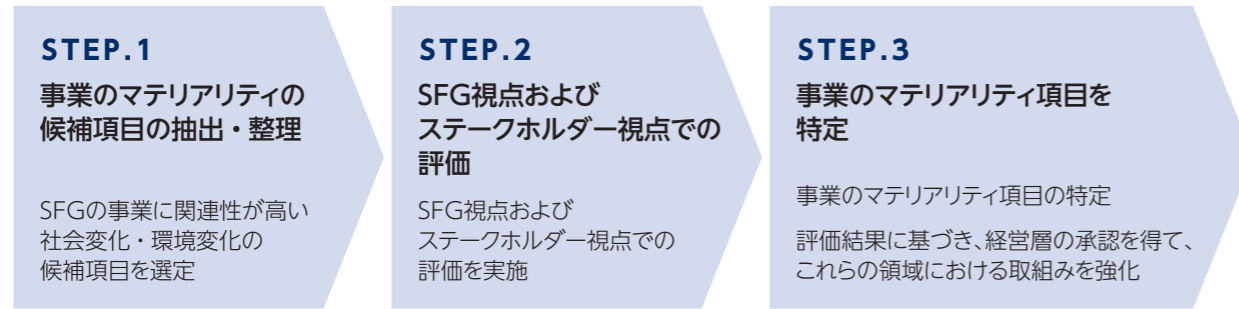 STEP.1
事業のマテリアリティの
候補項目の抽出・整理
SFGの事業に関連性が高い
社会変化・環境変化の
候補項目を選定
STEP.2
SFG視点および
ステークホルダー視点での
評価
SFG視点および
ステークホルダー視点での
評価を実施
STEP.3
事業のマテリアリティ項目を
特定
事業のマテリアリティ項目の特定
評価結果に基づき、経営層の承認を得て、
これらの領域における取組みを強化